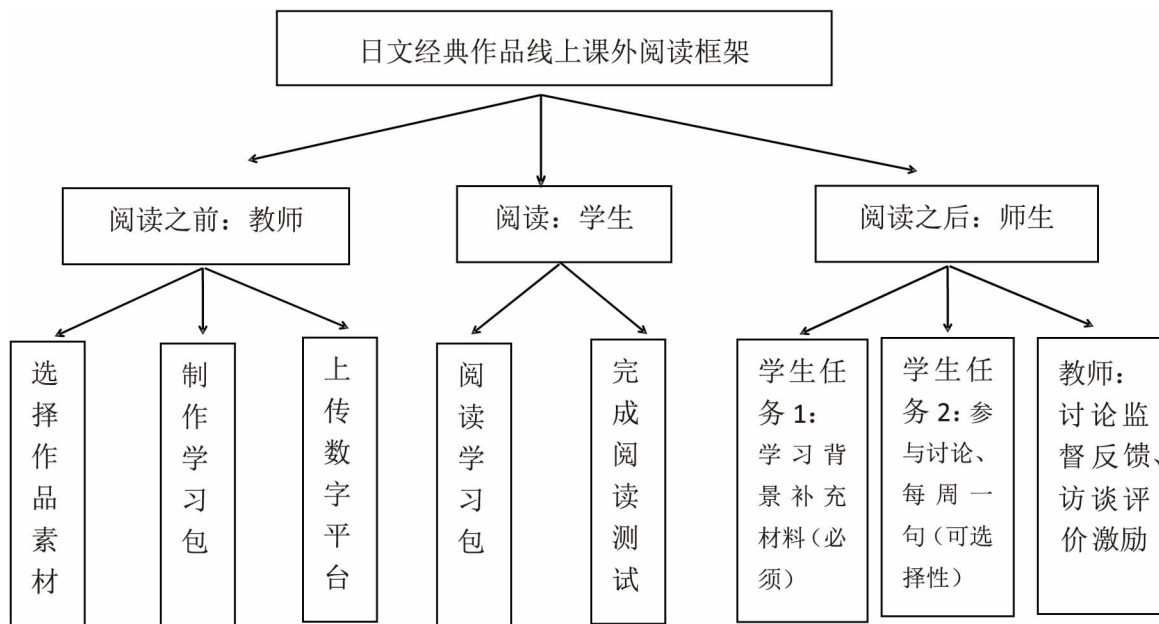 日文经典作品线上课外阅读框架
阅读之前：教师
阅读：学生
阅读之后：师生
选择作品素材
制作学习包
上传数字平台
阅读学习包
完成阅读测试
学生任
务1：
学习背
景补充
材料（必
须）
学生任
务2：参
与讨论、
每周一
句（可选
择性）
教师：
讨论监
督反馈、
访谈评
价激励